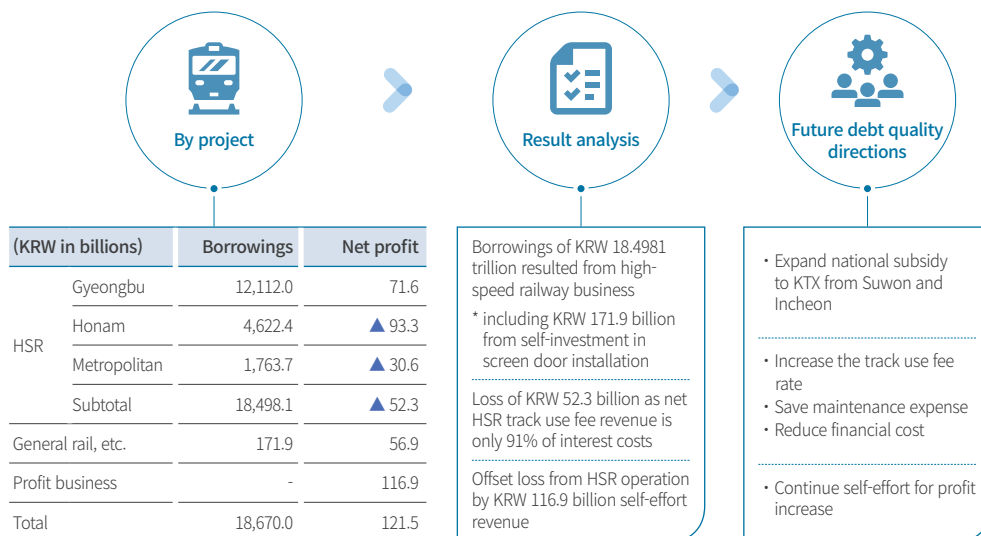 By project
Result analysis
Future debt quality
directions
(KRW in billions) Borrowings Net profit
HSR
Gyeongbu 12,112.0 71.6
Honam 4,622.4 ▲ 93.3
Metropolitan 1,763.7 ▲ 30.6
Subtotal 18,498.1 ▲ 52.3
General rail, etc. 171.9 56.9
Profit business - 116.9
Total 18,670.0 121.5
Borrowings of KRW 18.4981
trillion resulted from high-
speed railway business
* including KRW 171.9 billion
from self-investment in
screen door installation
Loss of KRW 52.3 billion as net
HSR track use fee revenue is
only 91% of interest costs
Offset loss from HSR operation
by KRW 116.9 billion self-effort
revenue
・Expand national subsidy
to KTX from Suwon and
Incheon
・Increase the track use fee
rate
・Save maintenance expense
・Reduce financial cost
・Continue self-effort for profit
increase